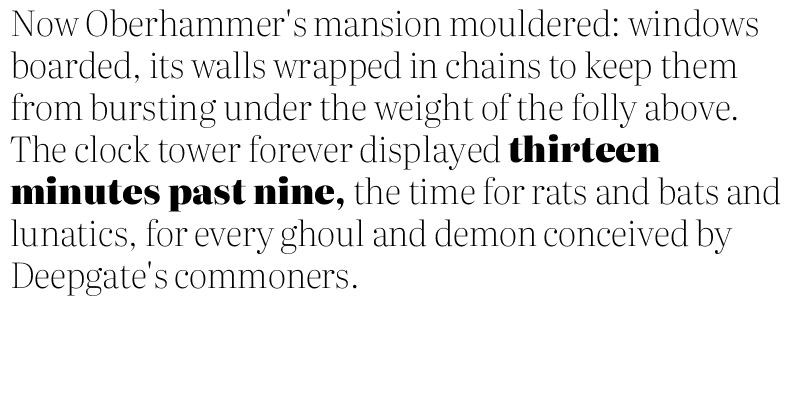 Now Oberhammer's mansion mouldered: windows
boarded, its walls wrapped in chains to keep them
from bursting under the weight of the folly above.
The clock tower forever displayed thirteen
minutes past nine, the time for rats and bats and
lunatics, for every ghoul and demon conceived by
Deepgate's commoners.